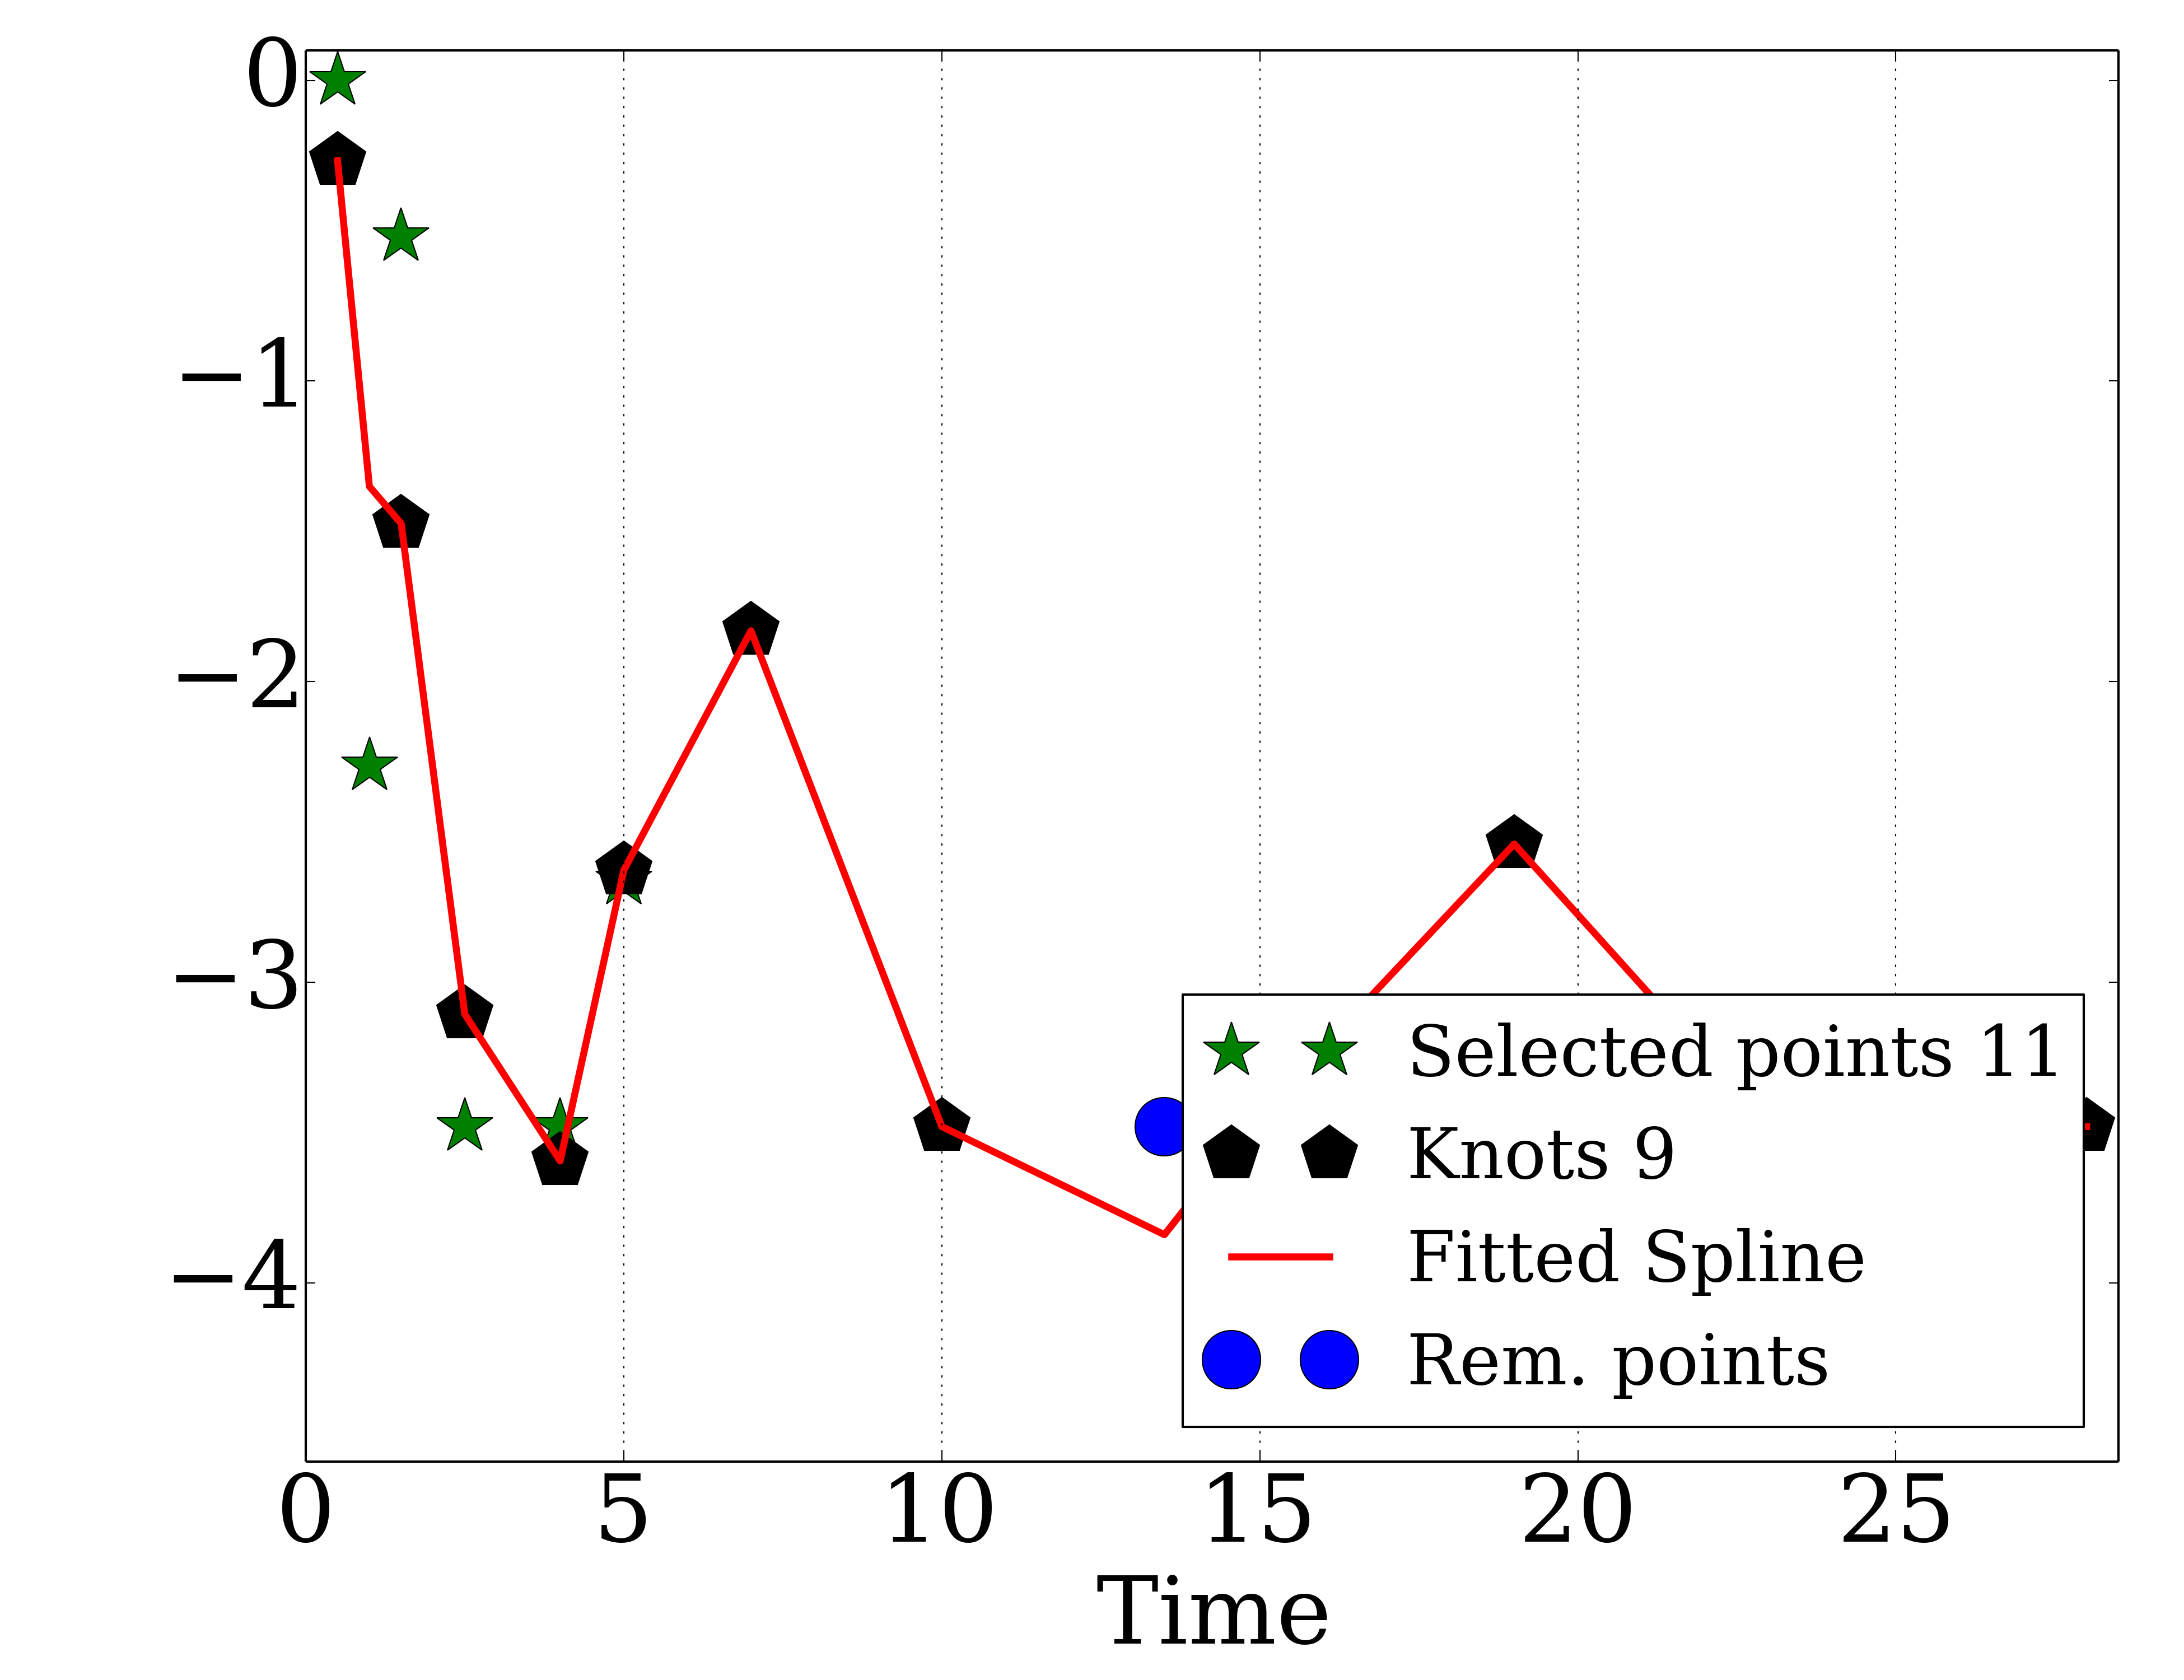 0
−1
−2
−3
−4
Selected points 11
Knots 9
Fitted Spline
Rem. points
0 5 10 15 20 25
Time